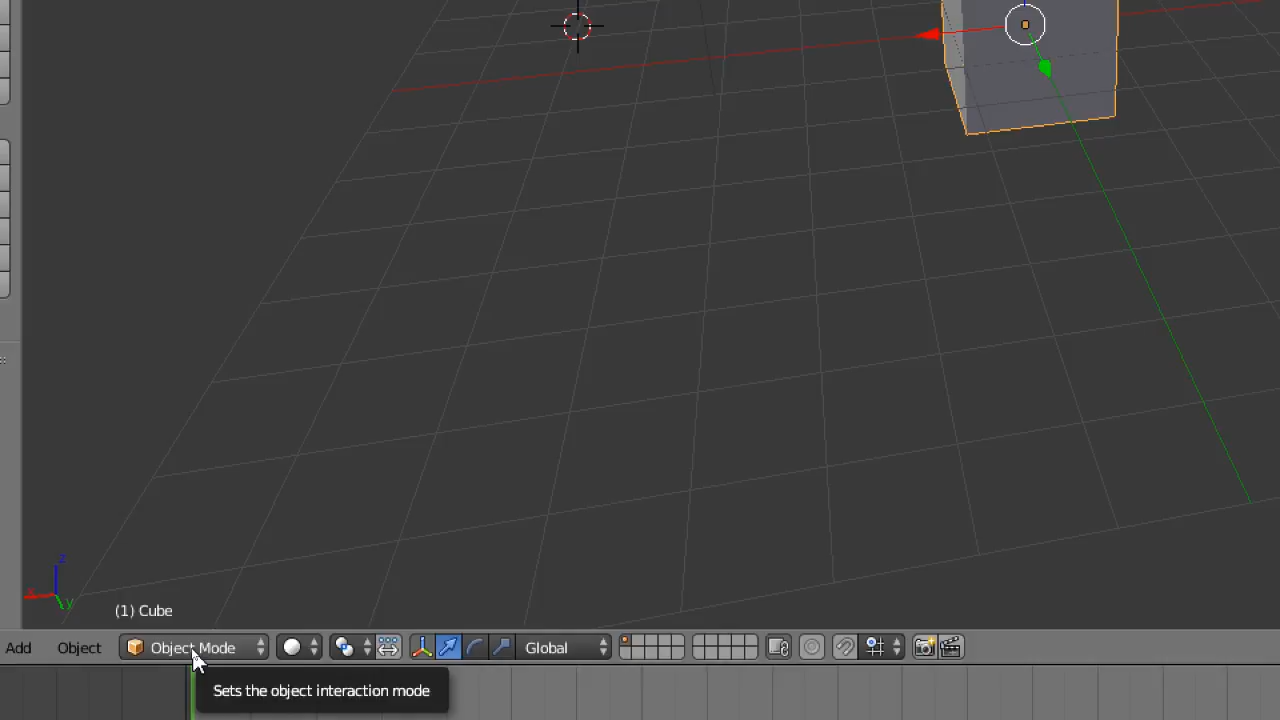 z
x
y
(1) Cube
Add Object Object Mode Global
Sets the object interaction mode